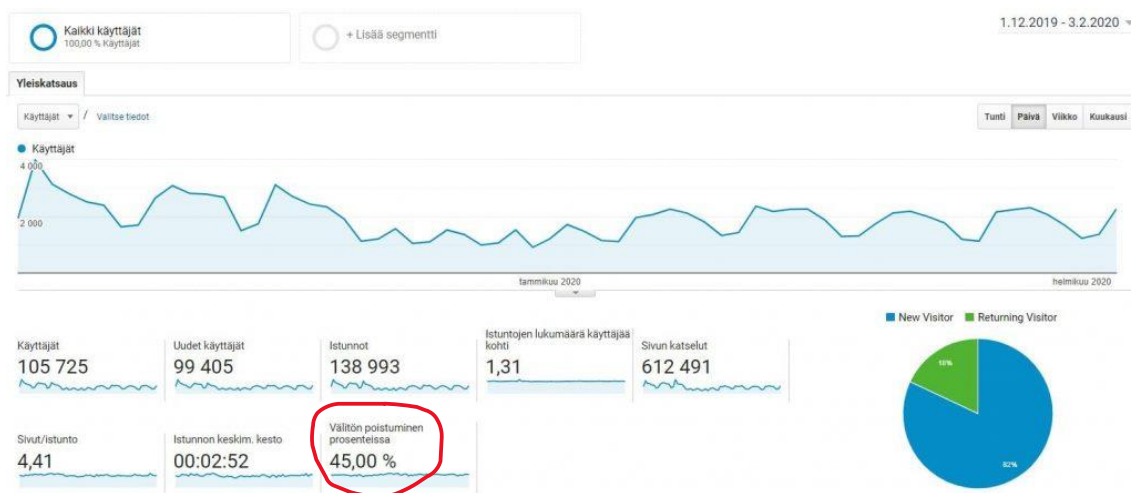 Kaikki käyttäjät
100,00 % Käyttäjät
+ Lisää segmentti
1.12.2019 - 3.2.2020
Yleiskatsaus
Käyttäjät / Valitse tiedot
Tunti Päivä Viikko Kuukausi
Käyttäjät
4 000
2 000
tammikuu 2020
helmikuu 2020
New Visitor Returning Visitor
Käyttäjät
105 725
Uudet käyttäjät
99 405
Istunnot
138 993
Istuntojen lukumäärä käyttäjää
kohti
1,31
Sivun katselut
612 491
Sivut/istunto
4,41
Istunnon keskim. kesto
00:02:52
Välitön poistuminen
prosenteissa
45,00 %
18%
82%